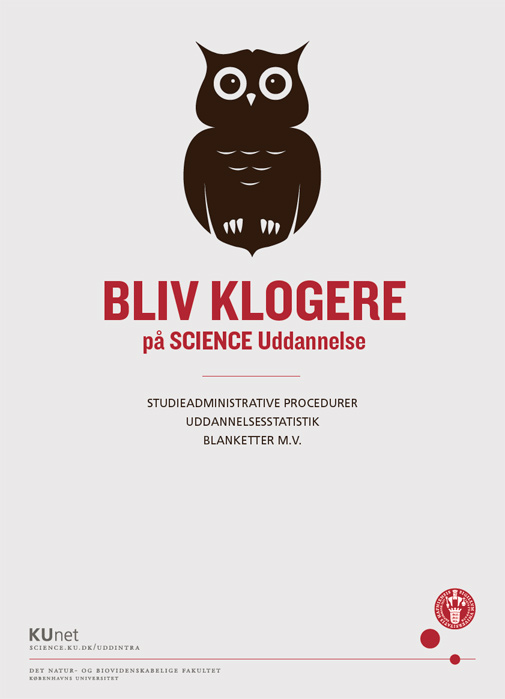 BLIV KLOGERE
på SCIENCE Uddannelse
STUDIEADMINISTRATIVE PROCEDURER
UDDANNELSESSTATISTIK
BLANKETTER M.V.
KUnet
SCIENCE.KU.DK/UDDINTRA
DET NATUR- OG BIOVIDENSKABELIGE FAKULTET
KØBENHAVNS UNIVERSITET